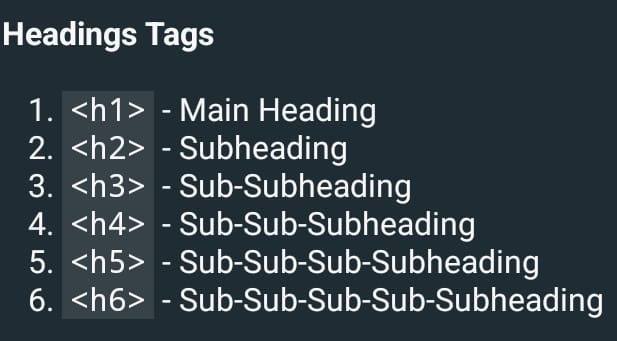 Headings Tags
1. <h1> - Main Heading
2. <h2> - Subheading
3. <h3> - Sub-Subheading
4. <h4> - Sub-Sub-Subheading
5. <h5> - Sub-Sub-Sub-Subheading
6. <h6> - Sub-Sub-Sub-Sub-Subheading